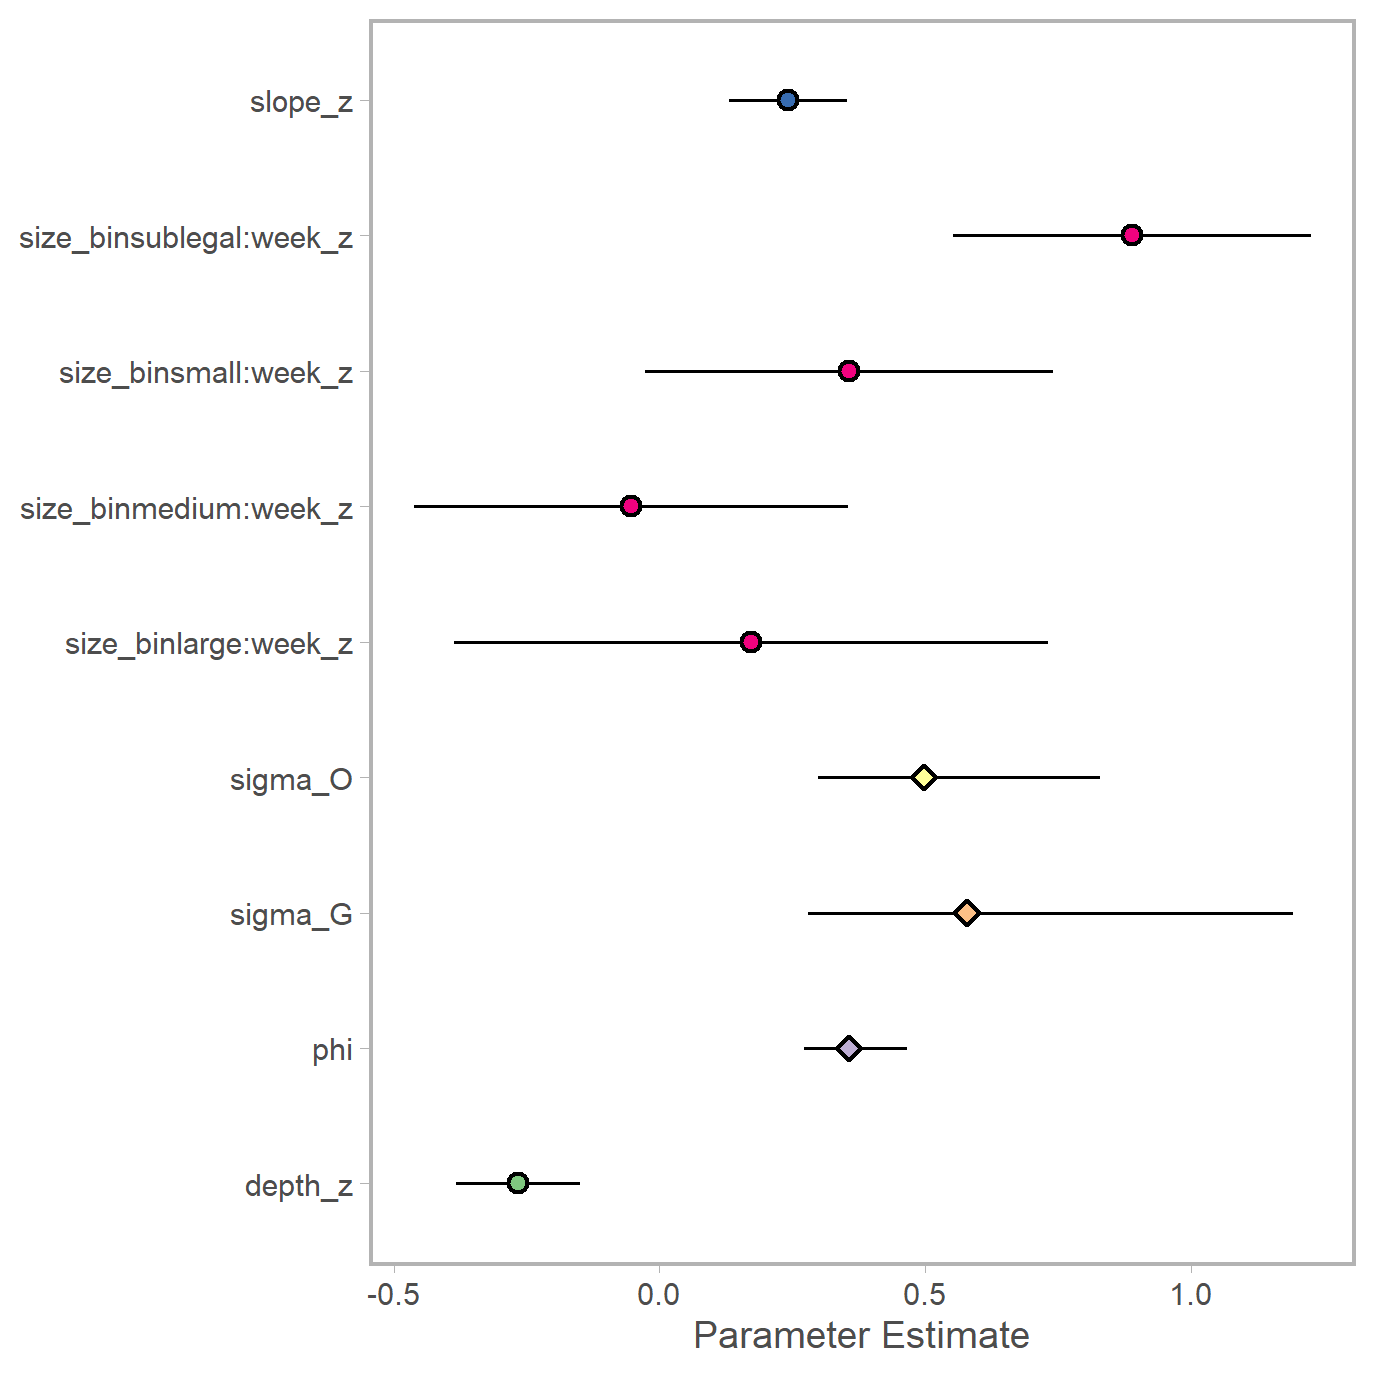 slope_z
size_binsublegal:week_z
size_binsmall:week_z
size_binmedium:week_z
size_binlarge:week_z
sigma_O
sigma_G
phi
depth_z
-0.5 0.0 0.5 1.0
Parameter Estimate